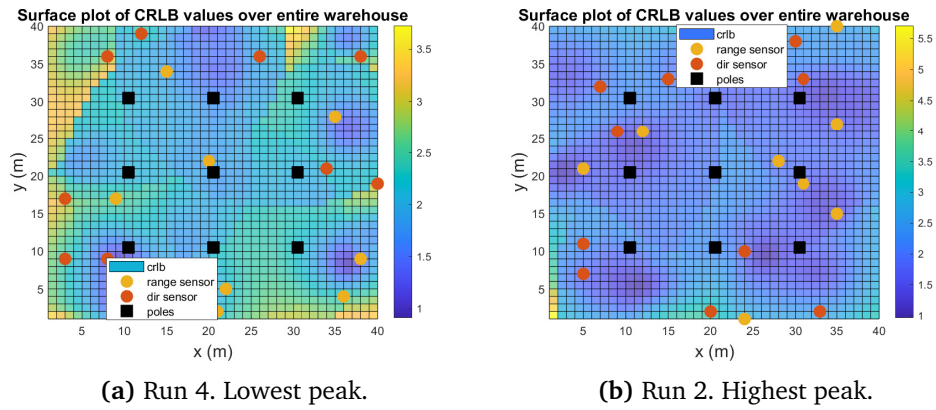 Surface plot of CRLB values over entire warehouse
40
35
30
25
20
15
10
5
y (m)
5 10 15 20 25 30 35 40
x (m)
crlb
range sensor
dir sensor
poles
3.5
3
2.5
2
1.5
1
(a) Run 4. Lowest peak.
Surface plot of CRLB values over entire warehouse
40
35
30
25
20
15
10
5
y (m)
5 10 15 20 25 30 35 40
x (m)
crlb
range sensor
dir sensor
poles
5.5
5
4.5
4
3.5
3
2.5
2
1.5
1
(b) Run 2. Highest peak.